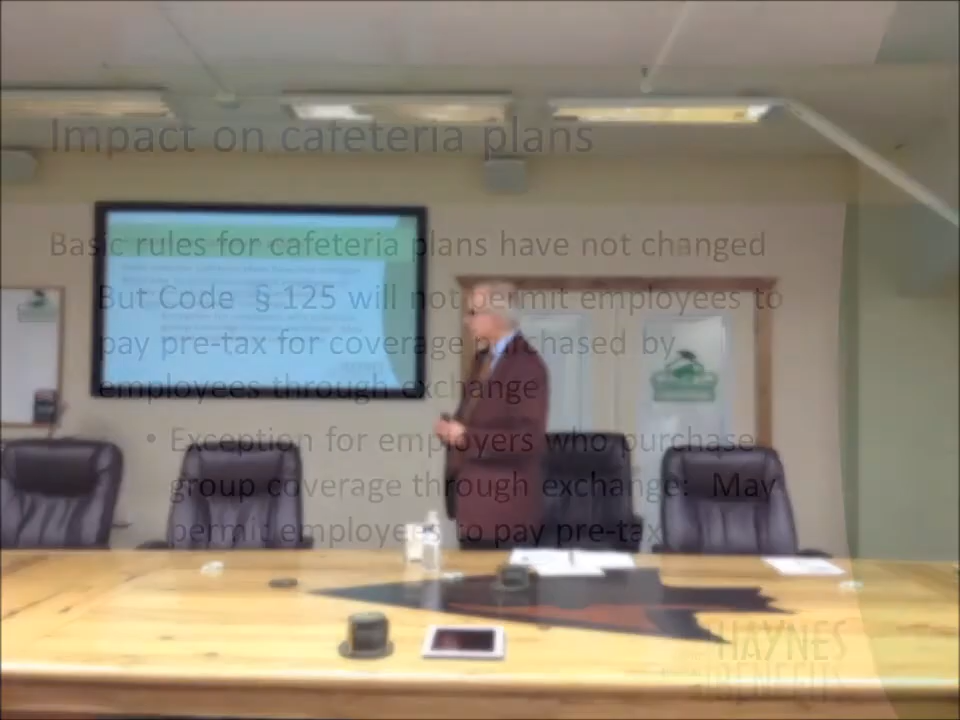 Impact on cafeteria plans
Basic rules for cafeteria plans have not changed
But Code § 125 will not permit employees to
pay pre-tax for coverage purchased by
employees through exchange
• Exception for employers who purchase
group coverage through exchange: May
permit employees to pay pre-tax
HAYNES
BENEFITS